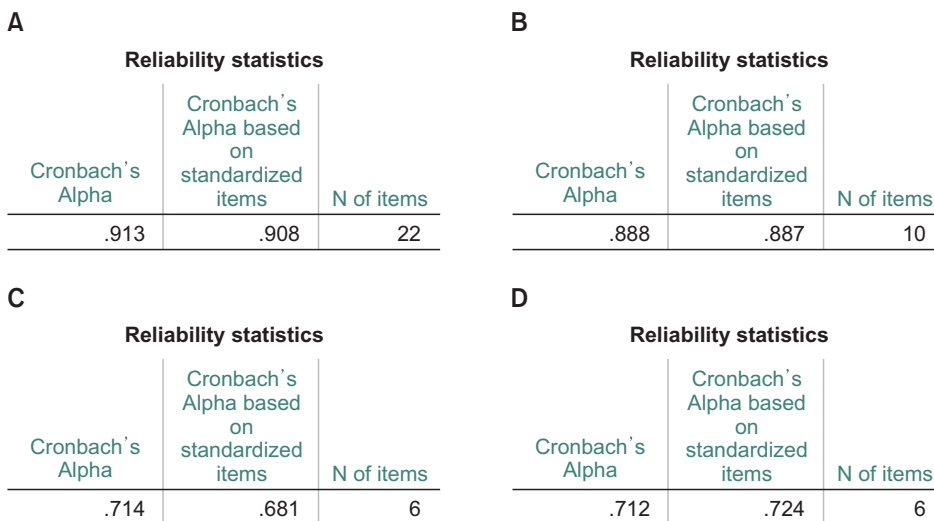 A
Reliability statistics
Cronbach's
Alpha
Cronbach's
Alpha based
on
standardized
items
N of items
.913
.908
22
B
Reliability statistics
Cronbach's
Alpha
Cronbach's
Alpha based
on
standardized
items
N of items
.888
.887
10
C
Reliability statistics
Cronbach's
Alpha
Cronbach's
Alpha based
on
standardized
items
N of items
.714
.681
6
D
Reliability statistics
Cronbach's
Alpha
Cronbach's
Alpha based
on
standardized
items
N of items
.712
.724
6